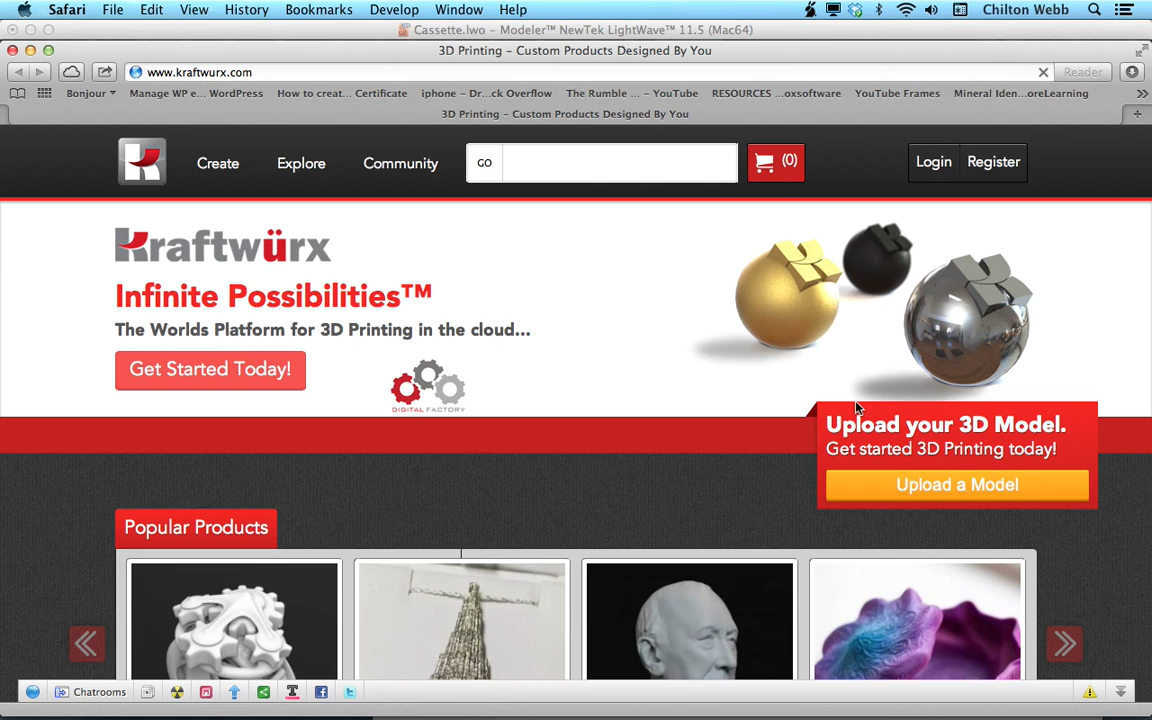 Safari File Edit View History Bookmarks Develop Window Help Chilton Webb
Cassette.lwo – Modeler™ NewTek LightWave™ 11.5 (Mac64)
3D Printing – Custom Products Designed By You
www.kraftwurx.com Reader
Bonjour Manage WP e... WordPress How to creat... Certificate iphone – Dr...ck Overflow The Rumble ... – YouTube RESOURCES ...oxsoftware YouTube Frames Mineral Iden...oreLearning
3D Printing – Custom Products Designed By You
Create Explore Community GO (0) Login Register
Kraftwürx
Infinite Possibilities™
The Worlds Platform for 3D Printing in the cloud...
Get Started Today!
DIGITAL FACTORY
Upload your 3D Model.
Get started 3D Printing today!
Upload a Model
Popular Products
Chatrooms